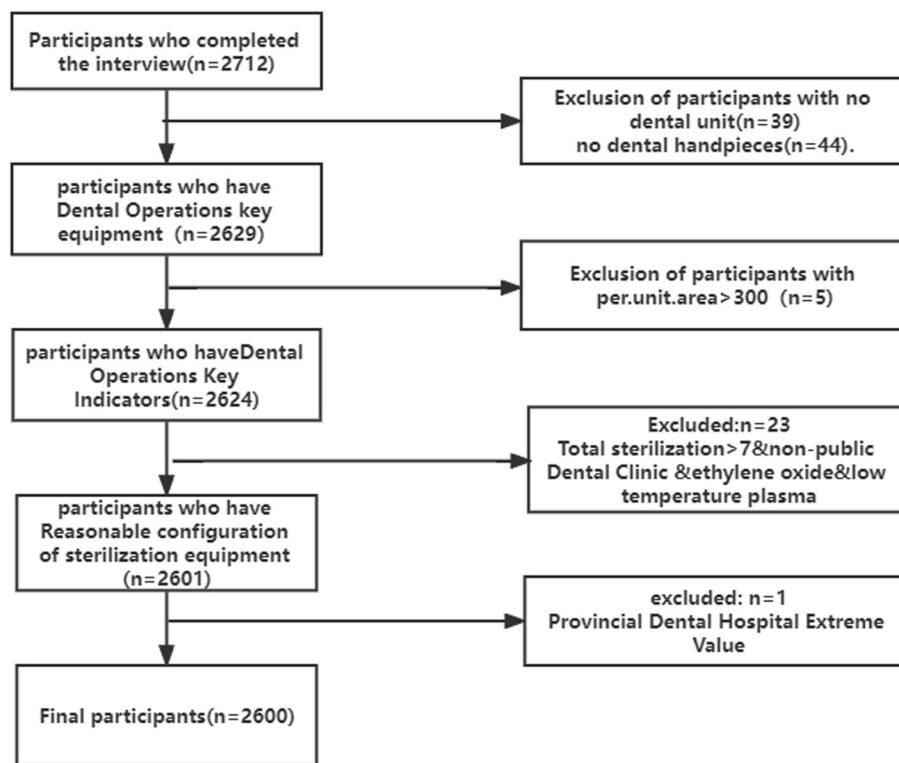 Participants who completed
the interview(n=2712)
Exclusion of participants with no
dental unit(n=39)
no dental handpieces(n=44).
participants who have
Dental Operations key
equipment (n=2629)
Exclusion of participants with
per.unit.area>300 (n=5)
participants who haveDental
Operations Key
Indicators(n=2624)
Excluded:n=23
Total sterilization>7&non-public
Dental Clinic &ethylene oxide&low
temperature plasma
participants who have
Reasonable configuration
of sterilization equipment
(n=2601)
excluded: n=1
Provincial Dental Hospital Extreme
Value
Final participants(n=2600)